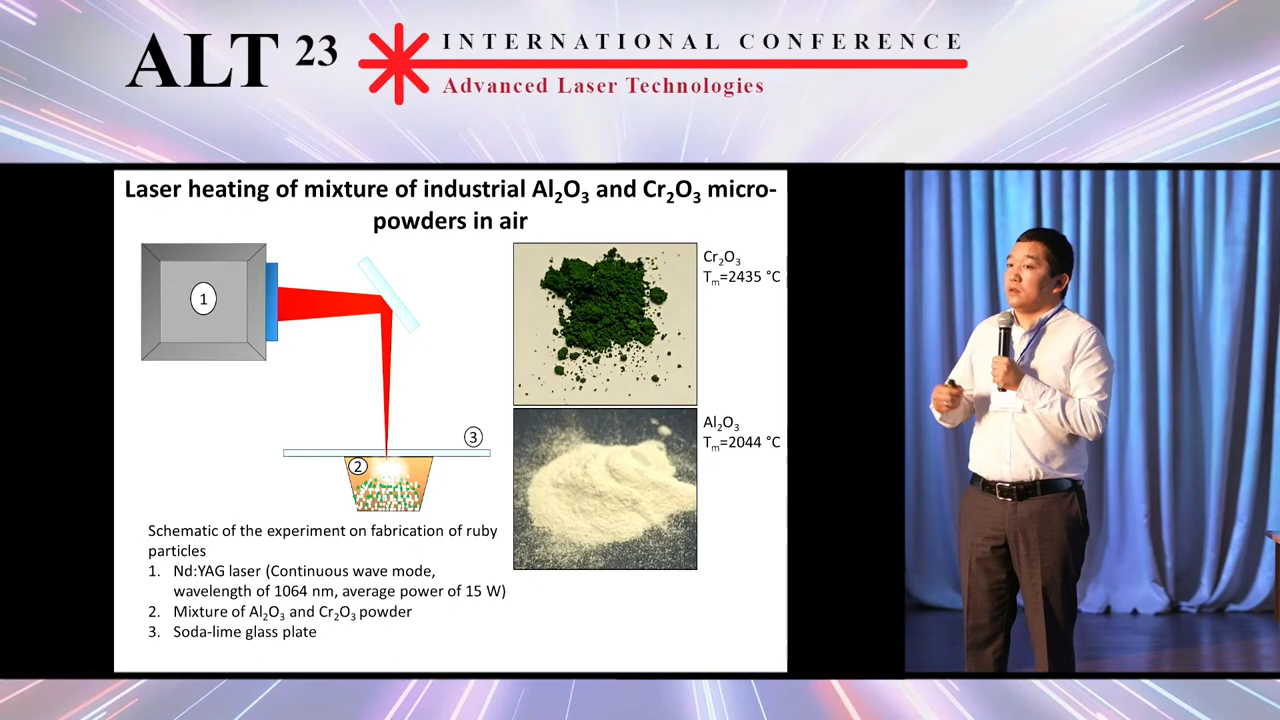 ALT 23
INTERNATIONAL CONFERENCE
Advanced Laser Technologies
Laser heating of mixture of industrial Al₂O₃ and Cr₂O₃ micro-
powders in air
1
Cr₂O₃
Tₘ=2435 °C
Al₂O₃
Tₘ=2044 °C
3
2
Schematic of the experiment on fabrication of ruby
particles
1. Nd:YAG laser (Continuous wave mode,
wavelength of 1064 nm, average power of 15 W)
2. Mixture of Al₂O₃ and Cr₂O₃ powder
3. Soda-lime glass plate